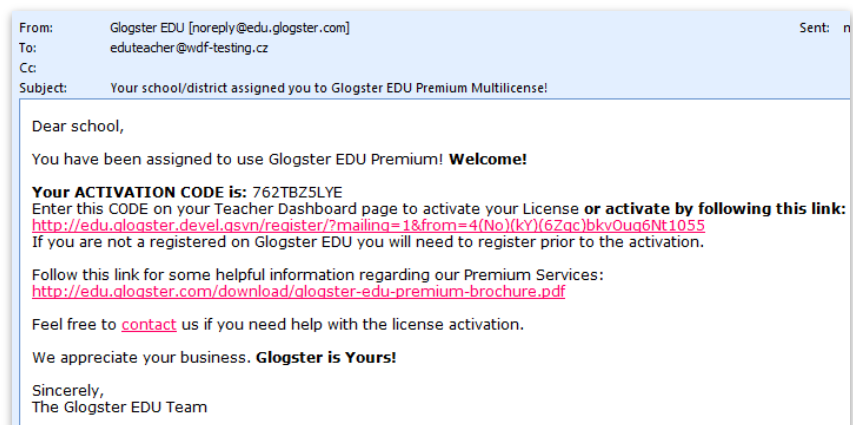 From: Glogster EDU [noreply@edu.glogster.com] Sent: n
To: eduteacher@wdf-testing.cz
Cc:
Subject: Your school/district assigned you to Glogster EDU Premium Multilicense!
Dear school,
You have been assigned to use Glogster EDU Premium! Welcome!
Your ACTIVATION CODE is: 762TBZ5LYE
Enter this CODE on your Teacher Dashboard page to activate your License or activate by following this link:
http://edu.glogster.devel.gsvn/register/?mailing=1&from=4(No)(kY)(6Zgc)bkvOug6Nt1055
If you are not a registered on Glogster EDU you will need to register prior to the activation.
Follow this link for some helpful information regarding our Premium Services:
http://edu.glogster.com/download/glogster-edu-premium-brochure.pdf
Feel free to contact us if you need help with the license activation.
We appreciate your business. Glogster is Yours!
Sincerely,
The Glogster EDU Team